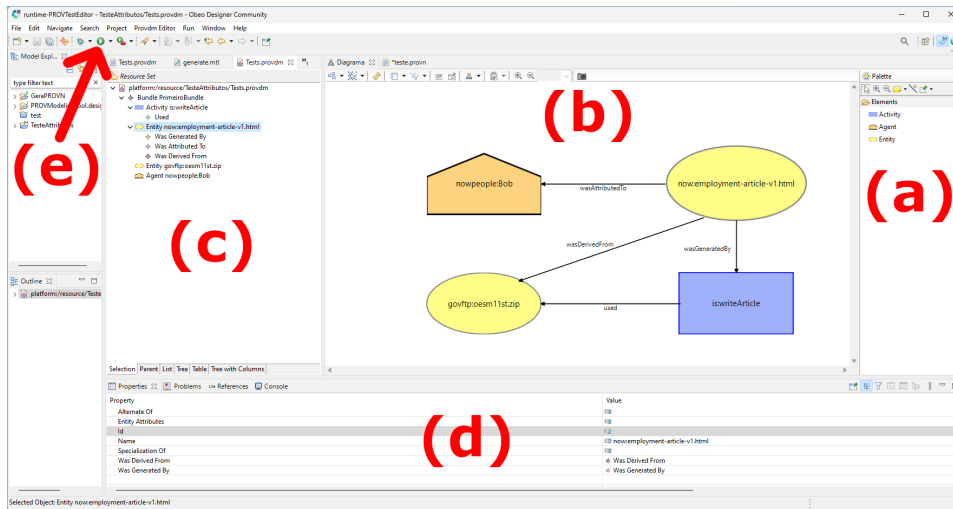 runtime-PROVTestEditor - TesteAtributos/Tests.provdm - Obeo Designer Community
File Edit Navigate Search Project Provdm Editor Run Window Help
Model Expl...
Tests.provdm generate.mtl Tests.provdm
Diagrama *teste.provn
type filter text
GeraPROVN
test
Resource Set
platform:/resource/TesteAtributos/Tests.provdm
Bundle PrimeiroBundle
Activity is:writeArticle
Used
Entity now:employment-article-v1.html
Was Generated By
Was Attributed To
Was Derived From
Entity govftp:oesm11st.zip
Agent nowpeople:Bob
Palette
Elements
Activity
Agent
Entity
(a)
(b)
(c)
(d)
(e)
nowpeople:Bob
wasAttributedTo
now:employment-article-v1.html
wasDerivedFrom
wasGeneratedBy
govftp:oesm11st.zip
used
is:writeArticle
Outline
platform:/resource/Teste
Selection Parent List Tree Table Tree with Columns
Properties Problems References Console
Property Value
Alternate Of
Entity Attributes
Id
Name now:employment-article-v1.html
Specialization Of
Was Derived From Was Derived From
Was Generated By Was Generated By
Selected Object: Entity now:employment-article-v1.html